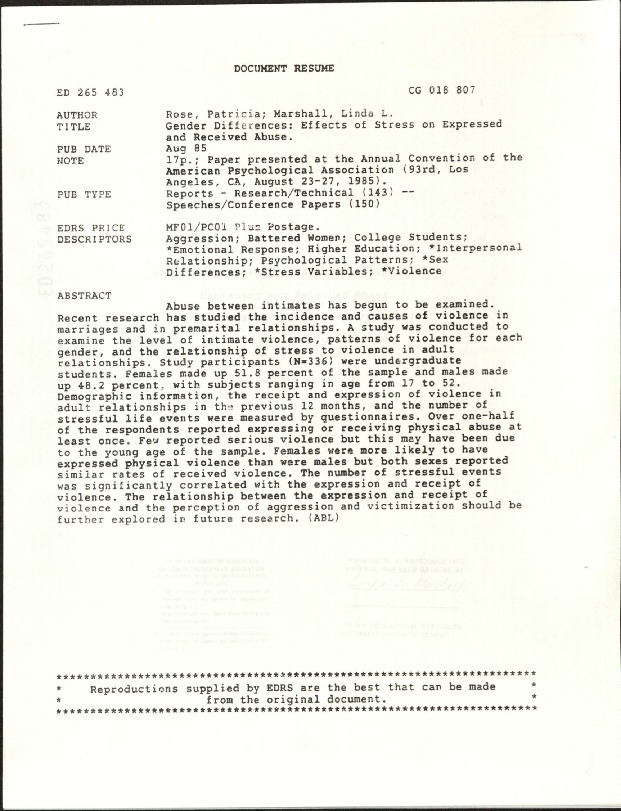 DOCUMENT RESUME
ED 265 483 CG 018 807
AUTHOR Rose, Patricia; Marshall, Linda L.
TITLE Gender Differences: Effects of Stress on Expressed
and Received Abuse.
PUB DATE Aug 85
NOTE 17p.; Paper presented at the Annual Convention of the
American Psychological Association (93rd, Los
Angeles, CA, August 23-27, 1985).
PUB TYPE Reports - Research/Technical (143) --
Speeches/Conference Papers (150)
EDRS PRICE MF01/PC01 Plus Postage.
DESCRIPTORS Aggression; Battered Women; College Students;
*Emotional Response; Higher Education; *Interpersonal
Relationship; Psychological Patterns; *Sex
Differences; *Stress Variables; *Violence
ABSTRACT
Abuse between intimates has begun to be examined.
Recent research has studied the incidence and causes of violence in
marriages and in premarital relationships. A study was conducted to
examine the level of intimate violence, patterns of violence for each
gender, and the relationship of stress to violence in adult
relationships. Study participants (N=336) were undergraduate
students. Females made up 51.8 percent of the sample and males made
up 48.2 percent, with subjects ranging in age from 17 to 52.
Demographic information, the receipt and expression of violence in
adult relationships in the previous 12 months, and the number of
stressful life events were measured by questionnaires. Over one-half
of the respondents reported expressing or receiving physical abuse at
least once. Few reported serious violence but this may have been due
to the young age of the sample. Females were more likely to have
expressed physical violence than were males but both sexes reported
similar rates of received violence. The number of stressful events
was significantly correlated with the expression and receipt of
violence. The relationship between the expression and receipt of
violence and the perception of aggression and victimization should be
further explored in future research. (ABL)
***********************************************************************
* Reproductions supplied by EDRS are the best that can be made *
* from the original document. *
***********************************************************************